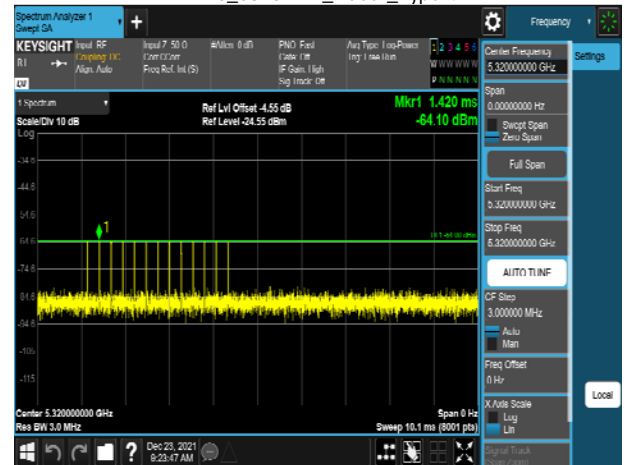 Spectrum Analyzer 1
Swept SA
Frequency
KEYSIGHT
Input: RF
Coupling: DC
Align: Auto
Input Z: 50 Ω
Corr CCorr
Freq Ref: Int (S)
#Atten: 0 dB
PNO: Fast
Gate: Off
IF Gain: High
Sig Track: Off
Avg Type: Log-Power
Trig: Free Run
1 2 3 4 5 6
W W W W W W
P N N N N N
1 Spectrum
Scale/Div 10 dB
Log
Ref Lvl Offset -4.55 dB
Ref Level -24.55 dBm
Mkr1 1.420 ms
-64.10 dBm
-34.6
-44.6
-54.6
-64.6
-74.6
-84.6
-94.6
-105
-115
1
Center 5.320000000 GHz
Res BW 3.0 MHz
Span 0 Hz
Sweep 10.1 ms (8001 pts)
Dec 23, 2021
8:23:47 AM
Center Frequency
5.320000000 GHz
Settings
Span
0.00000000 Hz
Swept Span
Zero Span
Full Span
Start Freq
5.320000000 GHz
Stop Freq
5.320000000 GHz
AUTO TUNE
CF Step
3.000000 MHz
Auto
Man
Freq Offset
0 Hz
X Axis Scale
Log
Lin
Signal Track
Local